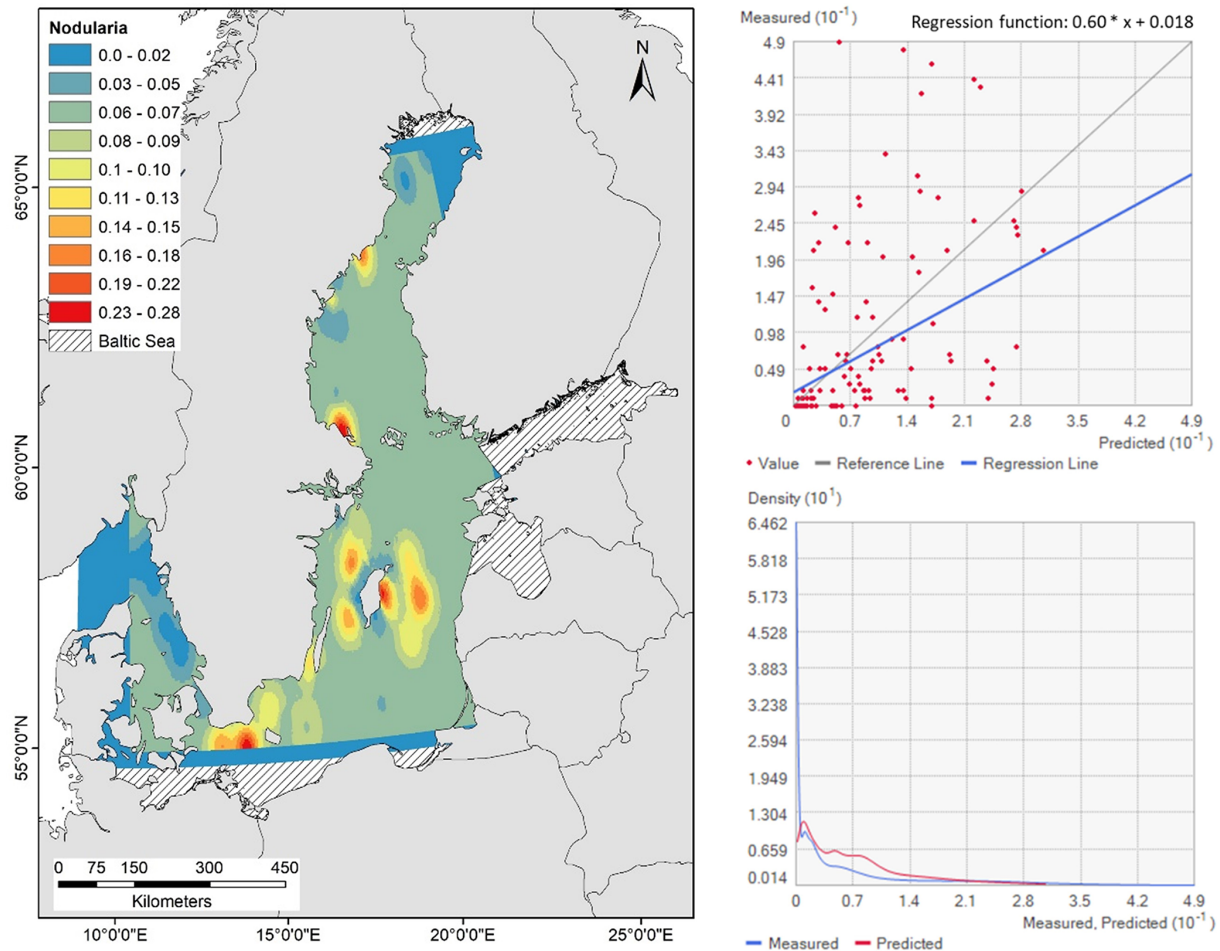 Nodularia
0.0 - 0.02
0.03 - 0.05
0.06 - 0.07
0.08 - 0.09
0.1 - 0.10
0.11 - 0.13
0.14 - 0.15
0.16 - 0.18
0.19 - 0.22
0.23 - 0.28
Baltic Sea
N
65°0'0"N
60°0'0"N
55°0'0"N
0 75 150 300 450
Kilometers
10°00'0"E 15°00'0"E 20°0'0"E 25°0'0"E
Measured (10⁻¹)
Regression function: 0.60 * x + 0.018
4.9
4.41
3.92
3.43
2.94
2.45
1.96
1.47
0.98
0.49
0 0.7 1.4 2.1 2.8 3.5 4.2 4.9
Predicted (10⁻¹)
Value Reference Line Regression Line
Density (10¹)
6.462
5.818
5.173
4.528
3.883
3.238
2.594
1.949
1.304
0.659
0.014
0 0.7 1.4 2.1 2.8 3.5 4.2 4.9
Measured, Predicted (10⁻¹)
Measured Predicted